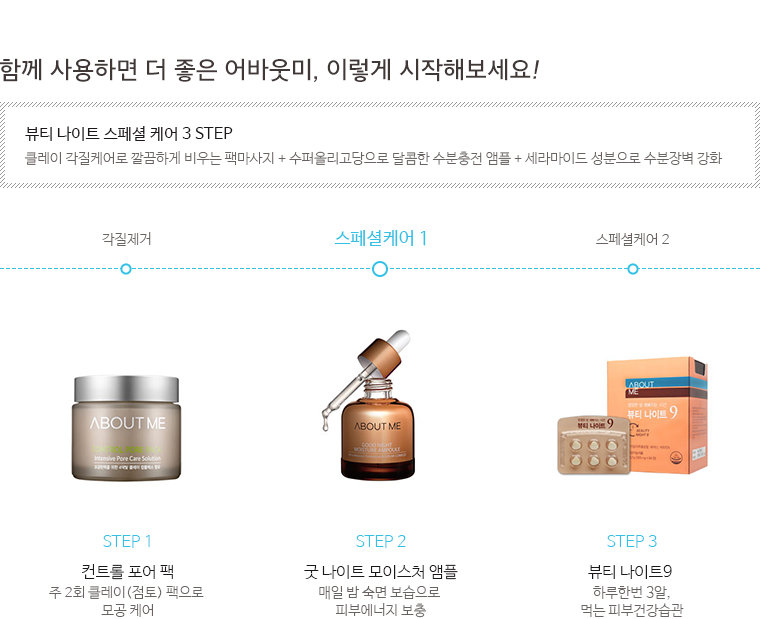 함께 사용하면 더 좋은 어바웃미, 이렇게 시작해보세요!
뷰티 나이트 스페셜 케어 3 STEP
클레이 각질케어로 깔끔하게 비우는 팩마사지 + 수퍼올리고당으로 달콤한 수분충전 앰플 + 세라마이드 성분으로 수분장벽 강화
각질제거
스페셜케어 1
스페셜케어 2
ABOUT ME
Intensive Pore Care Solution
ABOUT ME
GOOD NIGHT
MOISTURE AMPOULE
ABOUT
ME
뷰티 나이트 9
뷰티 나이트 9
STEP 1
STEP 2
STEP 3
컨트롤 포어 팩
굿 나이트 모이스처 앰플
뷰티 나이트9
주 2회 클레이(점토) 팩으로
모공 케어
매일 밤 숙면 보습으로
피부에너지 보충
하루한번 3알,
먹는 피부건강습관